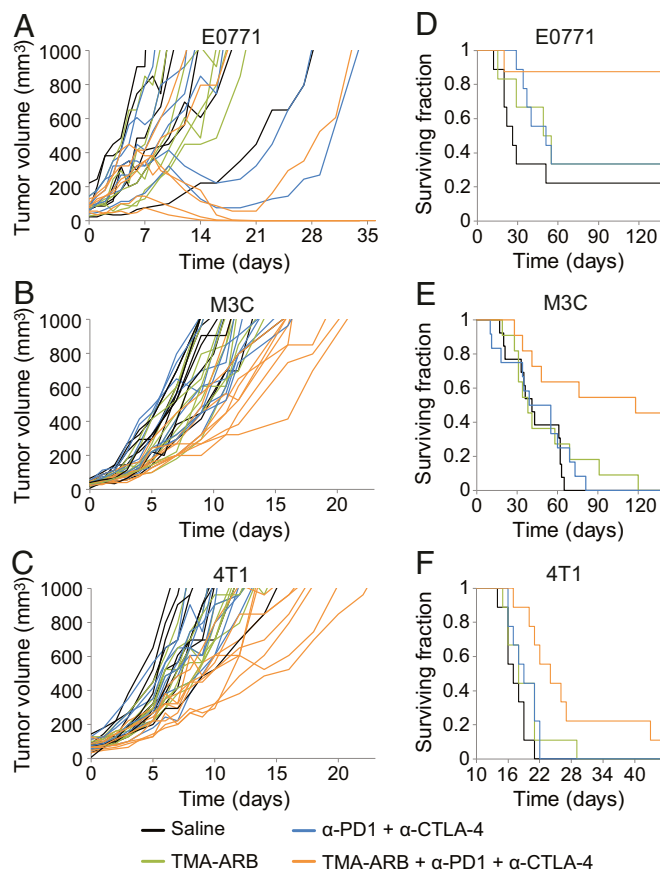 A
E0771
Tumor volume (mm³)
1000
800
600
400
200
0
0 7 14 21 28 35
Time (days)
D
E0771
Surviving fraction
1
0.8
0.6
0.4
0.2
0
0 30 60 90 120
Time (days)
B
M3C
Tumor volume (mm³)
1000
800
600
400
200
0
0 5 10 15 20
Time (days)
E
M3C
Surviving fraction
1
0.8
0.6
0.4
0.2
0
0 30 60 90 120
Time (days)
C
4T1
Tumor volume (mm³)
1000
800
600
400
200
0
0 5 10 15 20
Time (days)
F
4T1
Surviving fraction
1
0.8
0.6
0.4
0.2
0
10 16 22 28 34 40
Time (days)
Saline
α-PD1 + α-CTLA-4
TMA-ARB
TMA-ARB + α-PD1 + α-CTLA-4